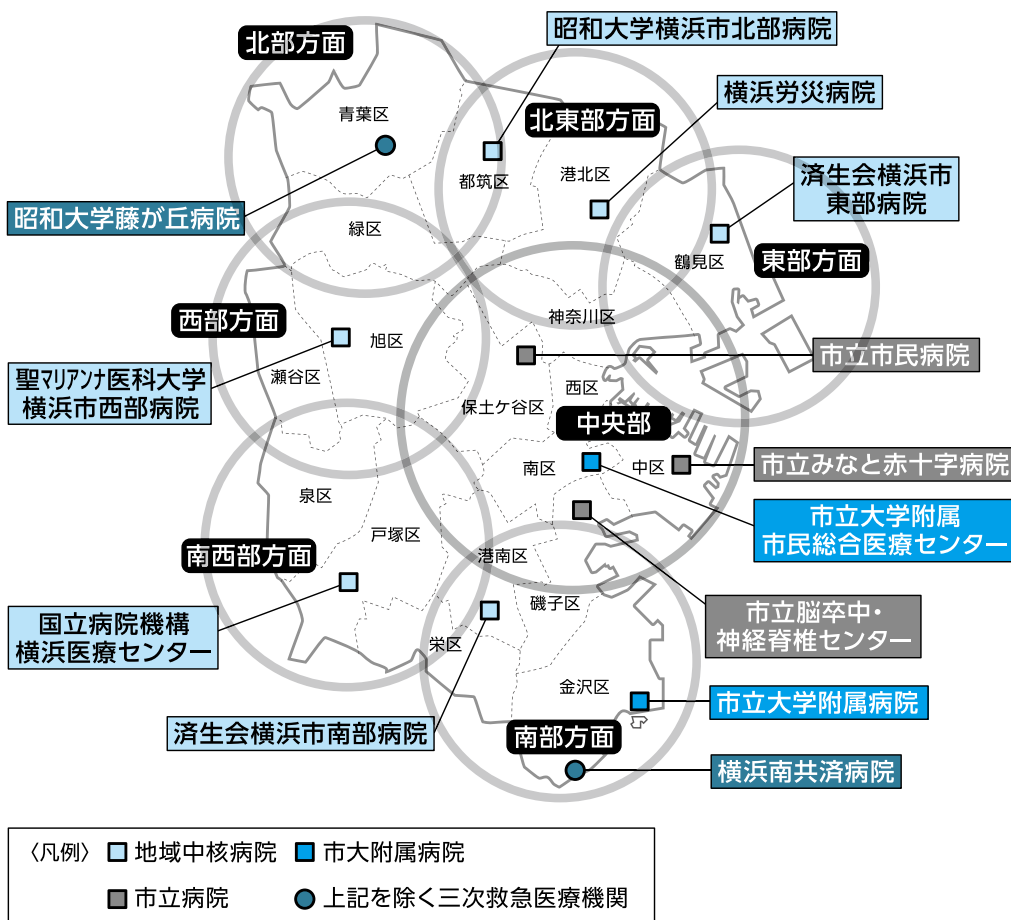 昭和大学横浜市北部病院
北部方面
横浜労災病院
青葉区
北東部方面
都筑区
港北区
済生会横浜市
東部病院
昭和大学藤が丘病院
緑区
鶴見区
東部方面
西部方面
神奈川区
旭区
市立市民病院
聖マリアンナ医科大学
横浜市西部病院
瀬谷区
西区
保土ケ谷区
中央部
南区
中区
市立みなと赤十字病院
泉区
戸塚区
市立大学附属
市民総合医療センター
南西部方面
港南区
国立病院機構
横浜医療センター
磯子区
市立脳卒中・
神経脊椎センター
栄区
金沢区
市立大学附属病院
済生会横浜市南部病院
南部方面
横浜南共済病院
〈凡例〉 地域中核病院 市大附属病院
市立病院 上記を除く三次救急医療機関